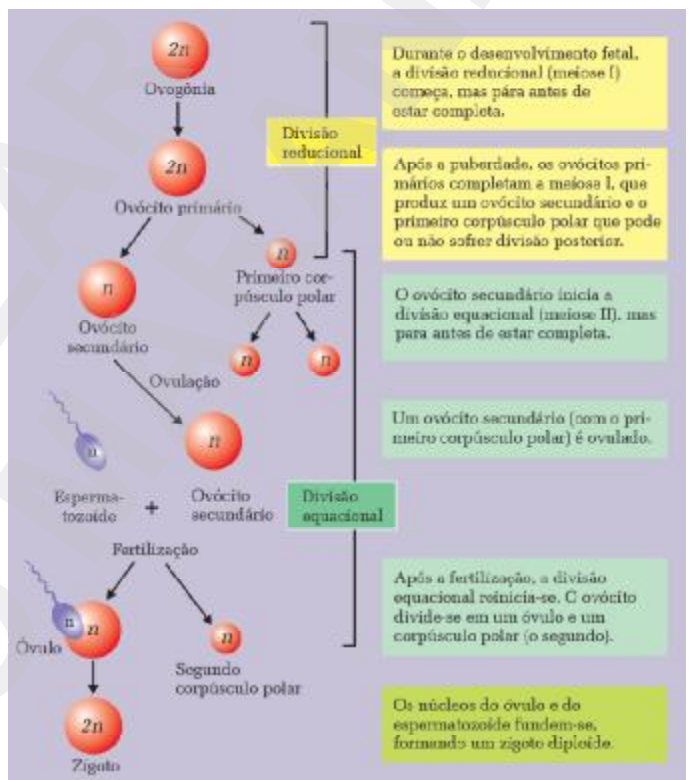 2n
Ovogônia
2n
Ovócito primário
n
Ovócito
secundário
n
Primeiro cor-
púsculo polar
n
n
Ovulação
n
n
Esperma-
tozoide
+
Ovócito
secundário
Fertilização
n
n
Óvulo
n
Segundo
corpúsculo polar
2n
Zigoto
Divisão
reducional
Divisão
equacional
Durante o desenvolvimento fetal,
a divisão reducional (meiose I)
começa, mas pára antes de
estar completa.
Após a puberdade, os ovócitos pri-
mários completam a meiose I, que
produz um ovócito secundário e o
primeiro corpúsculo polar que pode
ou não sofrer divisão posterior.
O ovócito secundário inicia a
divisão equacional (meiose II), mas
para antes de estar completa.
Um ovócito secundário (com o pri-
meiro corpúsculo polar) é ovulado.
Após a fertilização, a divisão
equacional reinicia-se. O ovócito
divide-se em um óvulo e um
corpúsculo polar (o segundo).
Os núcleos do óvulo e do
espermatozoide fundem-se,
formando um zigoto diploide.